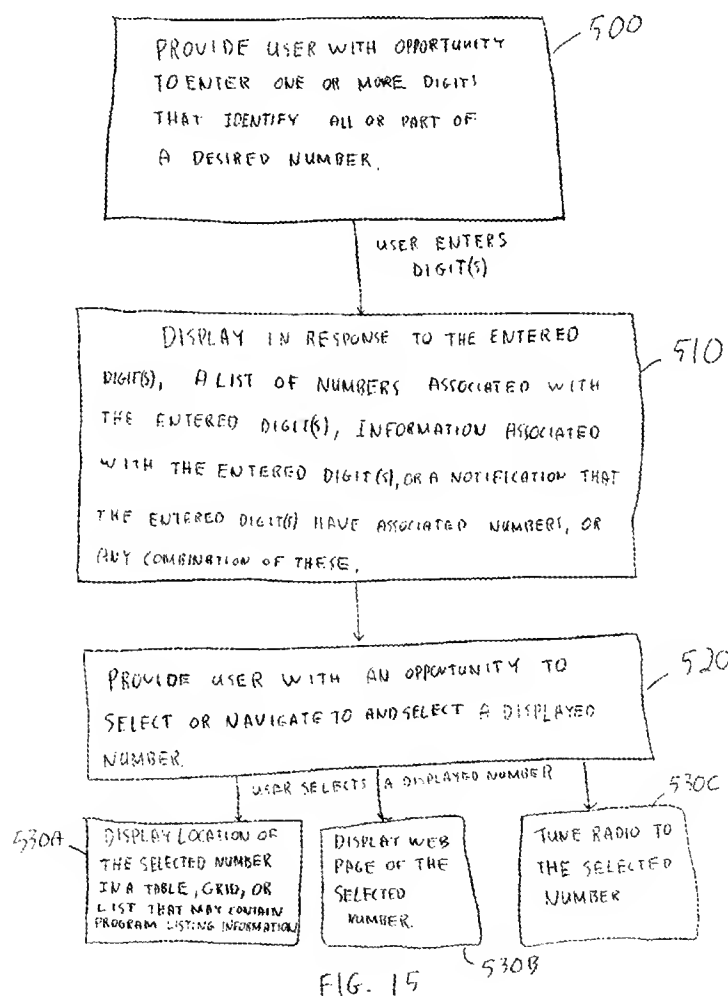 500
PROVIDE USER WITH OPPORTUNITY
TO ENTER ONE OR MORE DIGITS
THAT IDENTIFY ALL OR PART OF
A DESIRED NUMBER.
USER ENTERS
DIGIT(S)
510
DISPLAY IN RESPONSE TO THE ENTERED
DIGIT(S), A LIST OF NUMBERS ASSOCIATED WITH
THE ENTERED DIGIT(S), INFORMATION ASSOCIATED
WITH THE ENTERED DIGIT(S), OR A NOTIFICATION THAT
THE ENTERED DIGIT(S) HAVE ASSOCIATED NUMBERS, OR
ANY COMBINATION OF THESE.
520
PROVIDE USER WITH AN OPPORTUNITY TO
SELECT OR NAVIGATE TO AND SELECT A DISPLAYED
NUMBER.
USER SELECTS A DISPLAYED NUMBER
530A
DISPLAY LOCATION OF
THE SELECTED NUMBER
IN A TABLE, GRID, OR
LIST THAT MAY CONTAIN
PROGRAM LISTING INFORMATION
DISPLAY WEB
PAGE OF THE
SELECTED
NUMBER.
530B
530C
TUNE RADIO TO
THE SELECTED
NUMBER
FIG. 15